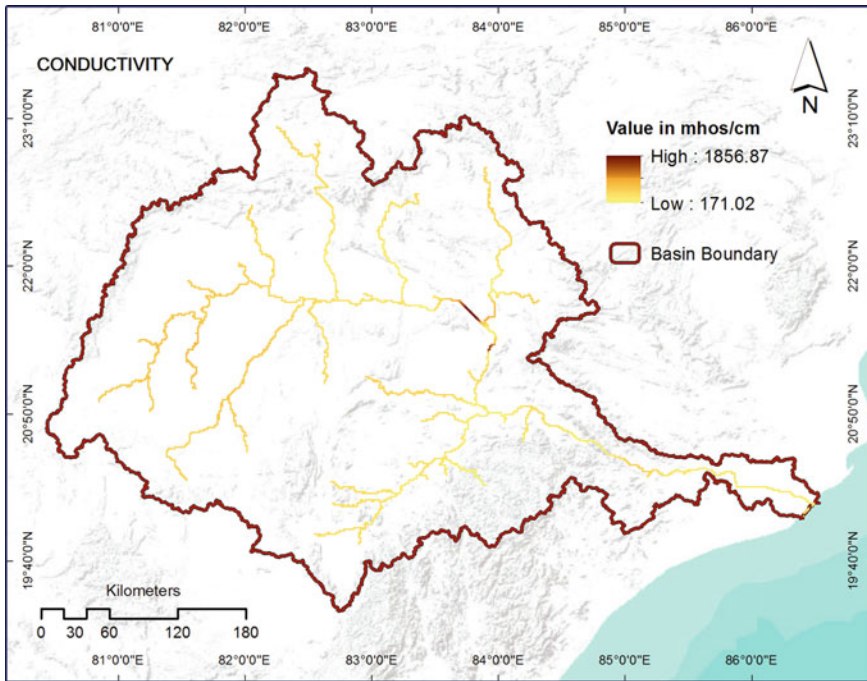 81°0'0"E 82°0'0"E 83°0'0"E 84°0'0"E 85°0'0"E 86°0'0"E
CONDUCTIVITY
N
23°10'0"N 23°10'0"N
Value in mhos/cm
High : 1856.87
Low : 171.02
Basin Boundary
22°0'0"N 22°0'0"N
20°50'0"N 20°50'0"N
19°40'0"N 19°40'0"N
Kilometers
0 30 60 120 180
81°0'0"E 82°0'0"E 83°0'0"E 84°0'0"E 85°0'0"E 86°0'0"E